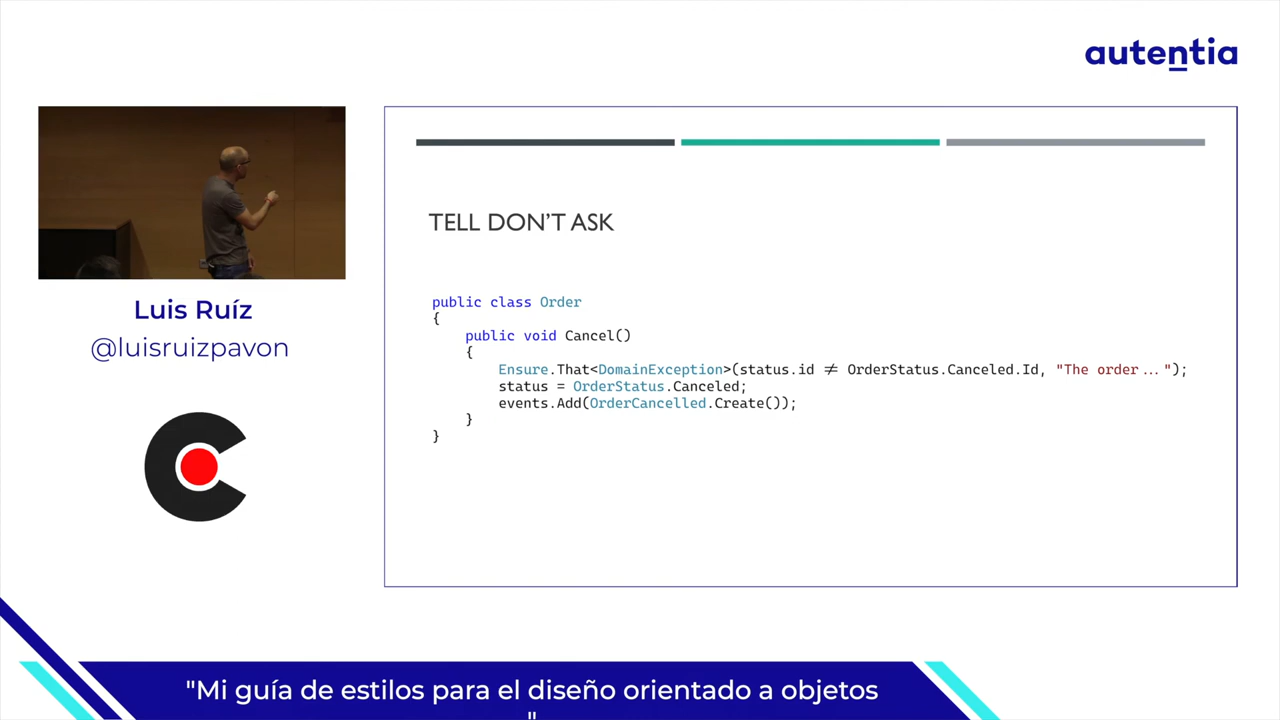 autentia
TELL DON'T ASK
public class Order
{
public void Cancel()
{
Ensure.That<DomainException>(status.id ≠ OrderStatus.Canceled.Id, "The order...");
status = OrderStatus.Canceled;
events.Add(OrderCancelled.Create());
}
}
Luis Ruíz
@luisruizpavon
"Mi guía de estilos para el diseño orientado a objetos
"